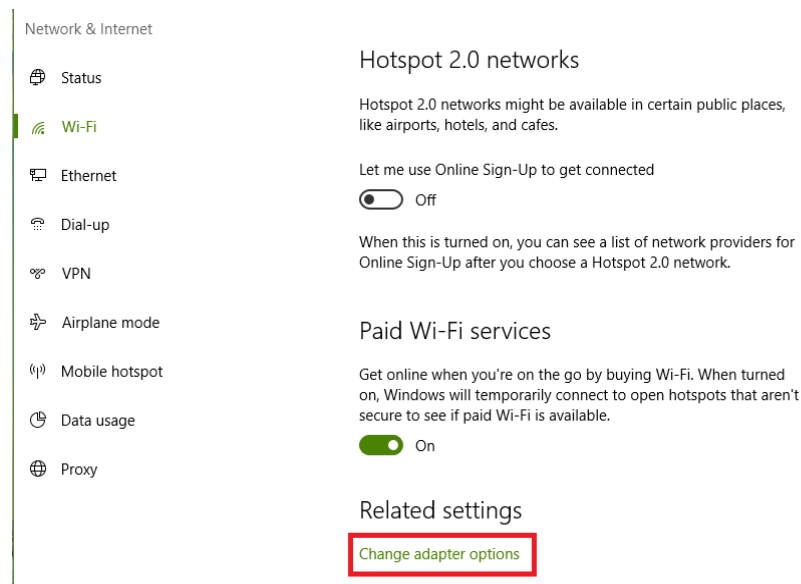 Network & Internet
Status
Wi-Fi
Ethernet
Dial-up
VPN
Airplane mode
Mobile hotspot
Data usage
Proxy
Hotspot 2.0 networks
Hotspot 2.0 networks might be available in certain public places,
like airports, hotels, and cafes.
Let me use Online Sign-Up to get connected
Off
When this is turned on, you can see a list of network providers for
Online Sign-Up after you choose a Hotspot 2.0 network.
Paid Wi-Fi services
Get online when you're on the go by buying Wi-Fi. When turned
on, Windows will temporarily connect to open hotspots that aren't
secure to see if paid Wi-Fi is available.
On
Related settings
Change adapter options